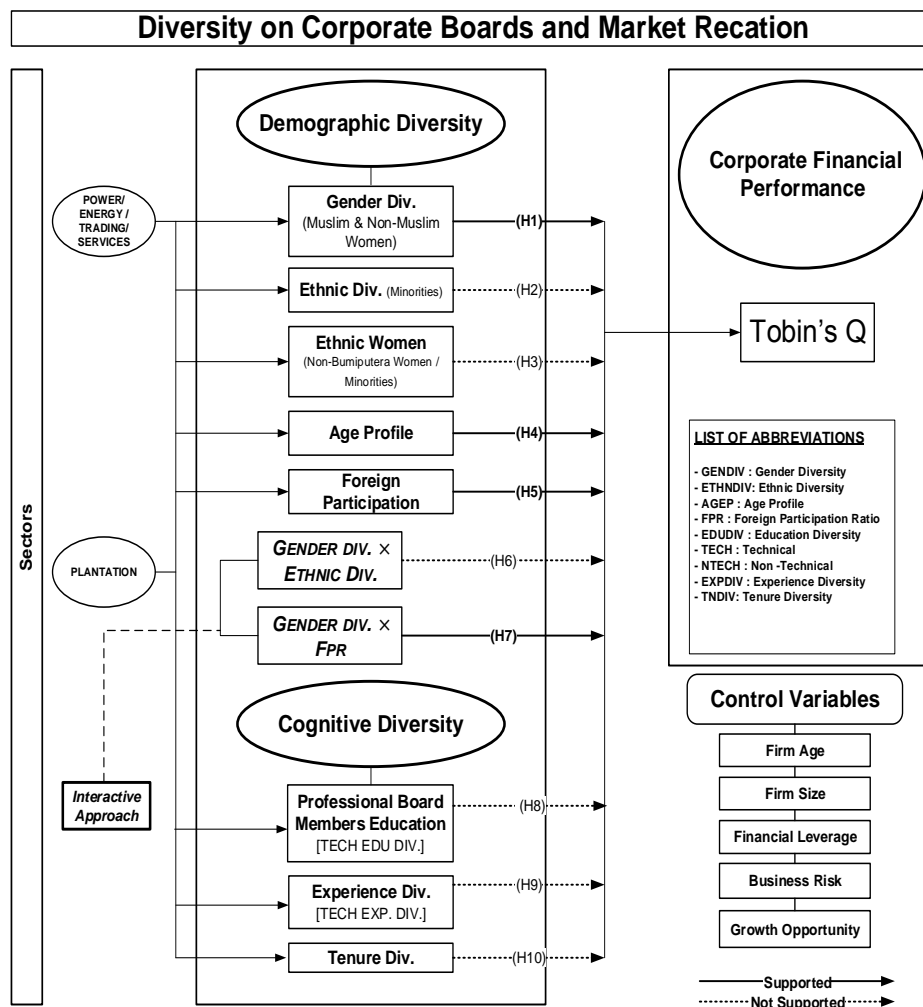 Diversity on Corporate Boards and Market Recation
Sectors
POWER/
ENERGY /
TRADING/
SERVICES
PLANTATION
Interactive
Approach
Demographic Diversity
Gender Div.
(Muslim & Non-Muslim
Women)
(H1)
Ethnic Div. (Minorities)
(H2)
Ethnic Women
(Non-Bumiputera Women /
Minorities)
(H3)
Age Profile
(H4)
Foreign
Participation
(H5)
GENDER DIV. ×
ETHNIC DIV.
(H6)
GENDER DIV. ×
FPR
(H7)
Cognitive Diversity
Professional Board
Members Education
[TECH EDU DIV.]
(H8)
Experience Div.
[TECH EXP. DIV.]
(H9)
Tenure Div.
(H10)
Corporate Financial
Performance
Tobin's Q
LIST OF ABBREVIATIONS
- GENDIV : Gender Diversity
- ETHNDIV: Ethnic Diversity
- AGEP : Age Profile
- FPR : Foreign Participation Ratio
- EDUDIV : Education Diversity
- TECH : Technical
- NTECH : Non -Technical
- EXPDIV : Experience Diversity
- TNDIV: Tenure Diversity
Control Variables
Firm Age
Firm Size
Financial Leverage
Business Risk
Growth Opportunity
Supported
Not Supported